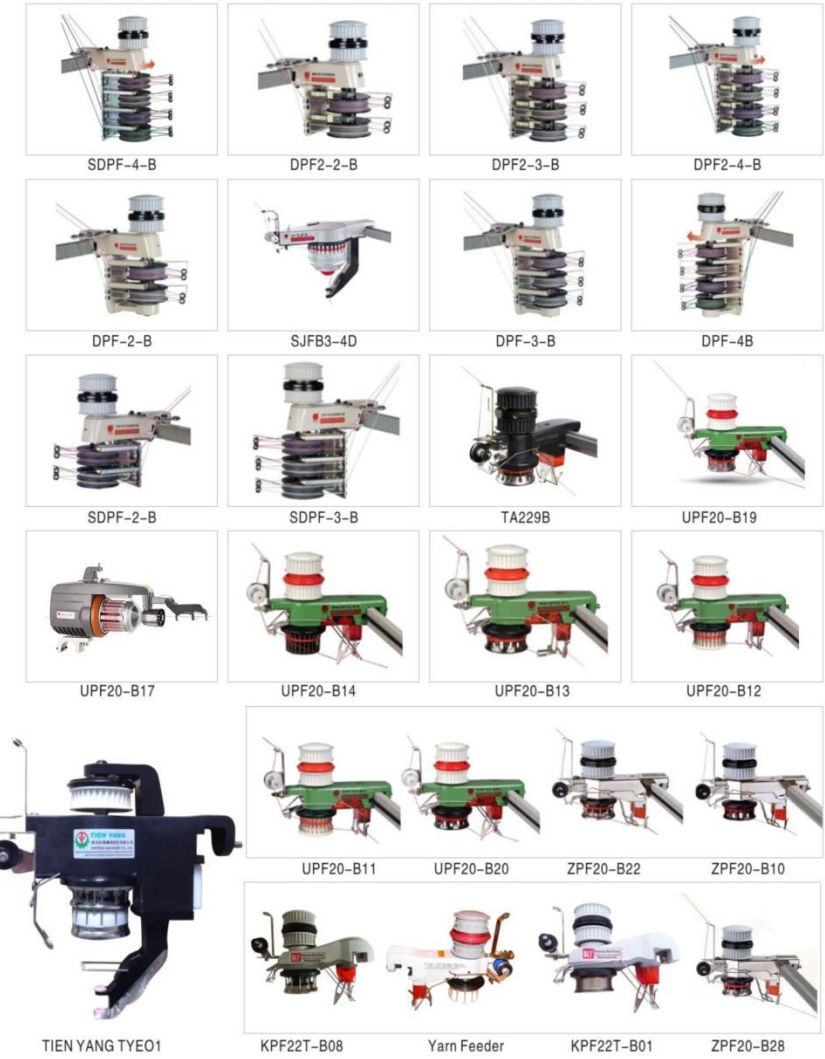 SDPF-4-B
DPF2-2-B
DPF2-3-B
DPF2-4-B
DPF-2-B
SJFB3-4D
DPF-3-B
DPF-4B
SDPF-2-B
SDPF-3-B
TA229B
UPF20-B19
UPF20-B17
UPF20-B14
UPF20-B13
UPF20-B12
TIEN YANG
UPF20-B11
UPF20-B20
ZPF20-B22
ZPF20-B10
TIEN YANG TYEO1
KPF22T-B08
Yarn Feeder
KPF22T-B01
ZPF20-B28